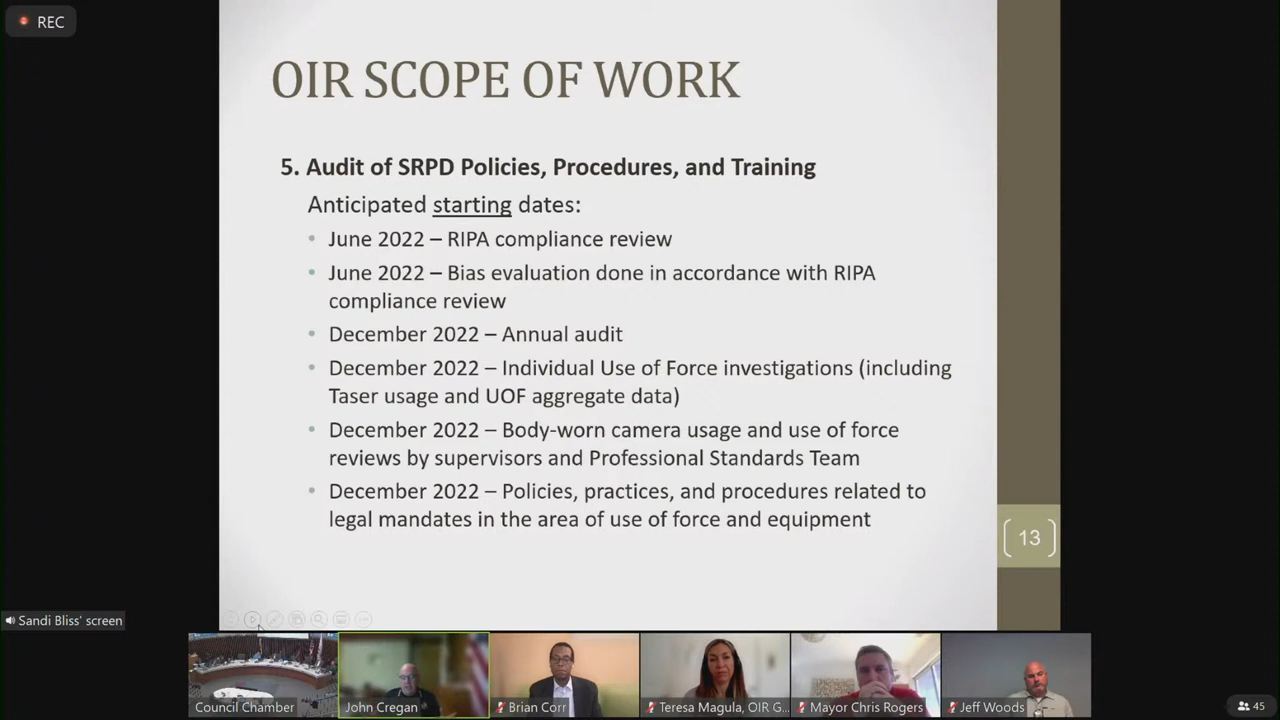 REC
OIR SCOPE OF WORK
5. Audit of SRPD Policies, Procedures, and Training
Anticipated starting dates:
• June 2022 – RIPA compliance review
• June 2022 – Bias evaluation done in accordance with RIPA
compliance review
• December 2022 – Annual audit
• December 2022 – Individual Use of Force investigations (including
Taser usage and UOF aggregate data)
• December 2022 – Body-worn camera usage and use of force
reviews by supervisors and Professional Standards Team
• December 2022 – Policies, practices, and procedures related to
legal mandates in the area of use of force and equipment
13
Sandi Bliss' screen
Council Chamber
John Cregan
Brian Corr
Teresa Magula, OIR G...
Mayor Chris Rogers
Jeff Woods
45